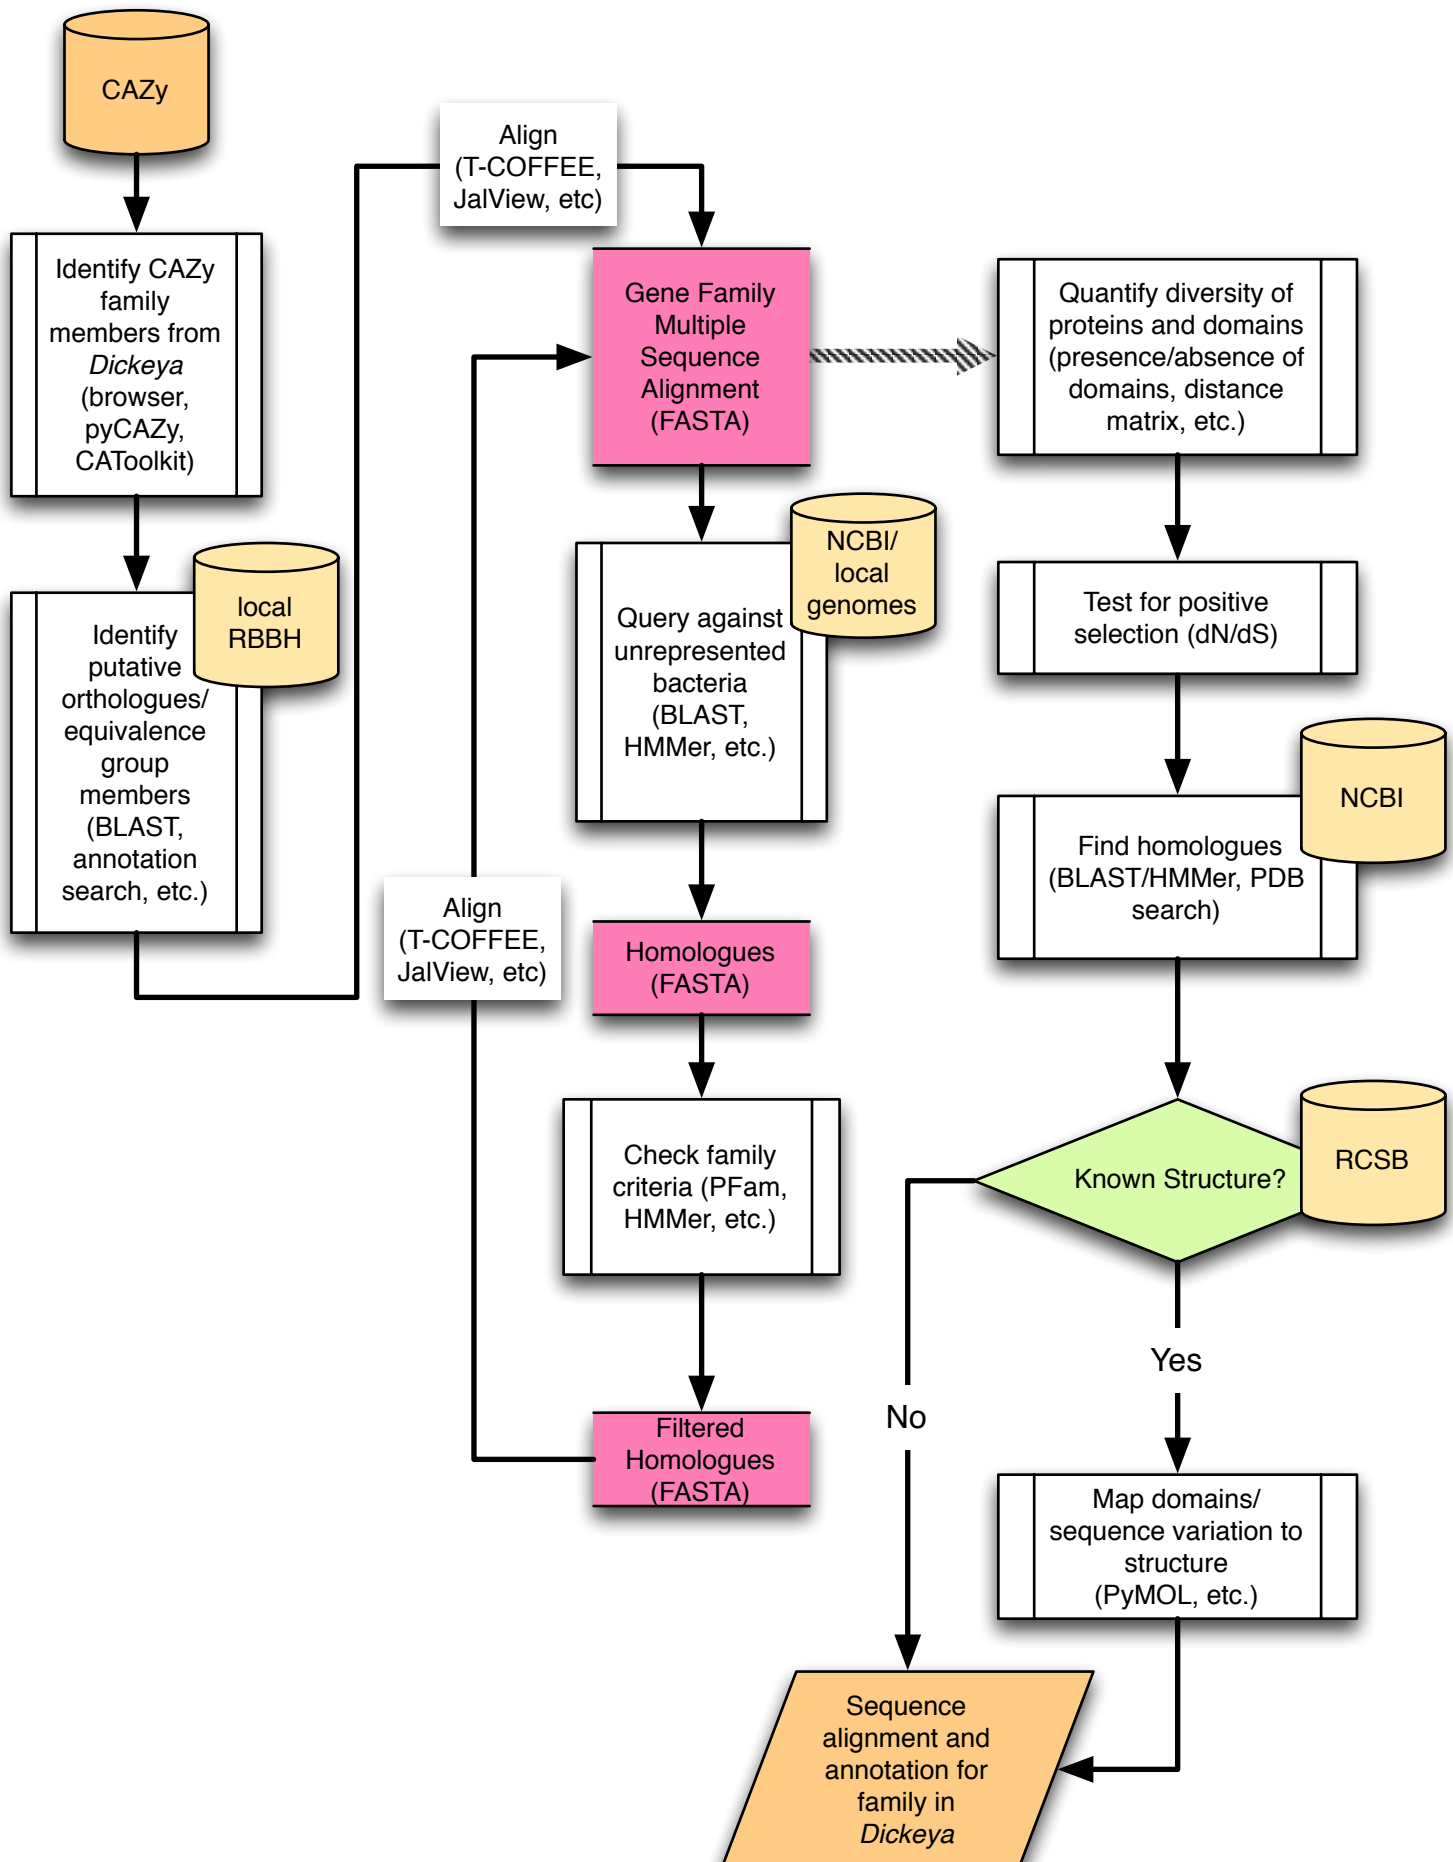 CAZy
Identify CAZy
family
members from
Dickeya
(browser,
pyCAZy,
CAToolkit)
local
RBBH
Identify
putative
orthologues/
equivalence
group
members
(BLAST,
annotation
search, etc.)
Align
(T-COFFEE,
JalView, etc)
Gene Family
Multiple
Sequence
Alignment
(FASTA)
NCBI/
local
genomes
Query against
unrepresented
bacteria
(BLAST,
HMMer, etc.)
Homologues
(FASTA)
Check family
criteria (PFam,
HMMer, etc.)
Filtered
Homologues
(FASTA)
Align
(T-COFFEE,
JalView, etc)
Quantify diversity of
proteins and domains
(presence/absence of
domains, distance
matrix, etc.)
Test for positive
selection (dN/dS)
NCBI
Find homologues
(BLAST/HMMer, PDB
search)
RCSB
Known Structure?
Yes
No
Map domains/
sequence variation to
structure
(PyMOL, etc.)
Sequence
alignment and
annotation for
family in
Dickeya